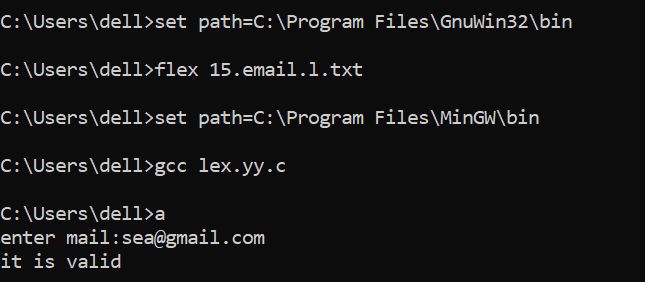 C:\Users\dell>set path=C:\Program Files\GnuWin32\bin
C:\Users\dell>flex 15.email.l.txt
C:\Users\dell>set path=C:\Program Files\MinGW\bin
C:\Users\dell>gcc lex.yy.c
C:\Users\dell>a
enter mail:sea@gmail.com
it is valid